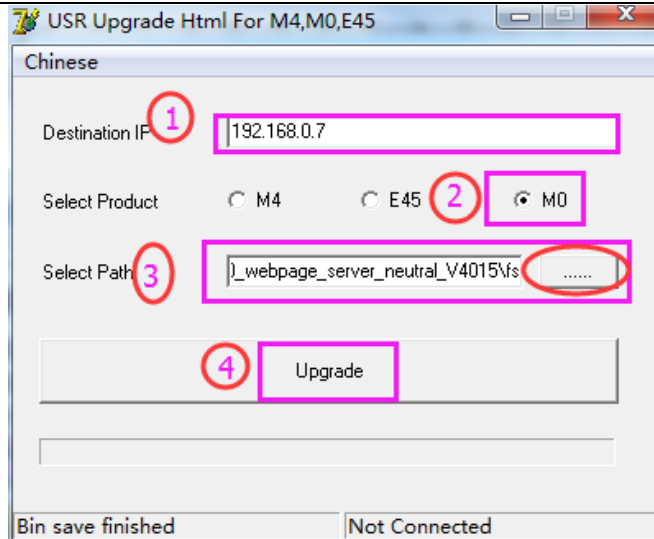 USR Upgrade Html For M4,M0,E45
Chinese
Destination IP 1 192.168.0.7
Select Product M4 E45 2 M0
Select Path 3 )_webpage_server_neutral_V4015\fs ......
4 Upgrade
Bin save finished Not Connected